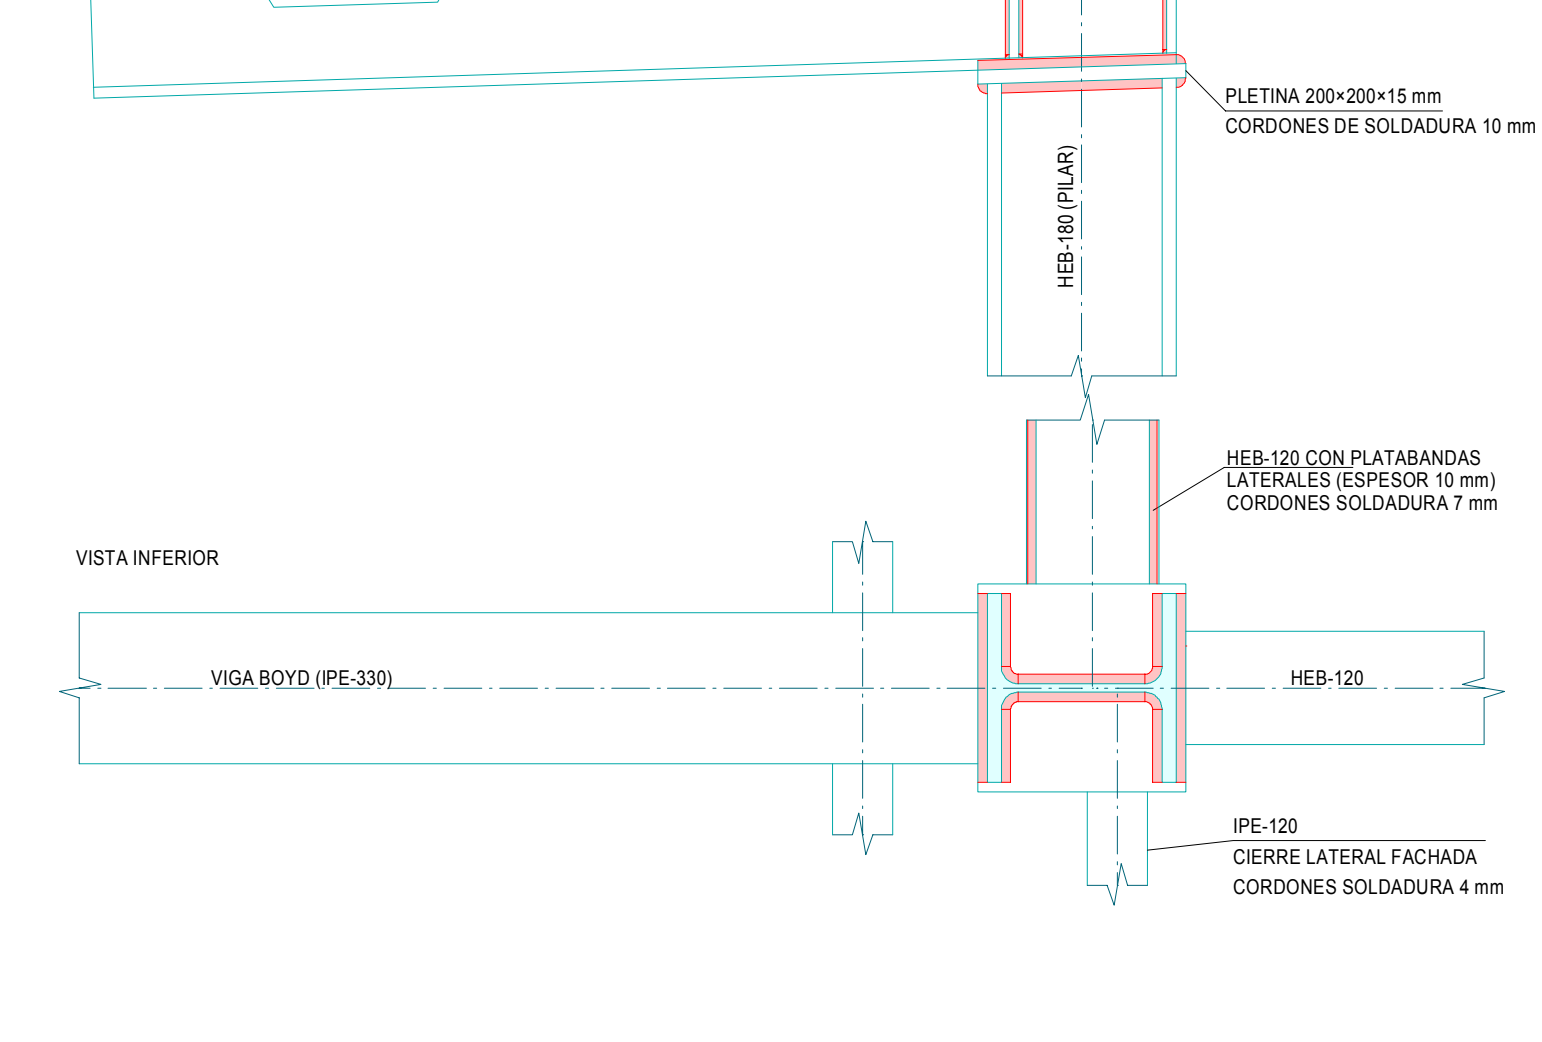 PLETINA 200×200×15 mm
CORDONES DE SOLDADURA 10 mm
HEB-180 (PILAR)
HEB-120 CON PLATABANDAS
LATERALES (ESPESOR 10 mm)
CORDONES SOLDADURA 7 mm
VISTA INFERIOR
VIGA BOYD (IPE-330)
HEB-120
IPE-120
CIERRE LATERAL FACHADA
CORDONES SOLDADURA 4 mm